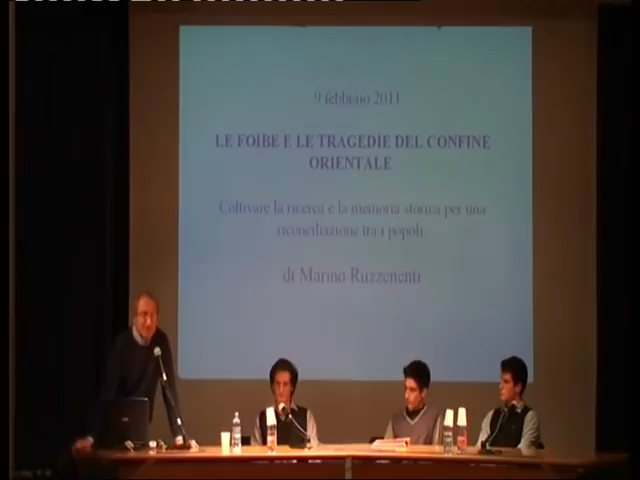 9 febbraio 2011
LE FOIBE E LE TRAGEDIE DEL CONFINE
ORIENTALE
Coltivare la ricerca e la memoria storica per una
riconciliazione tra i popoli
di Marino Ruzzenenti